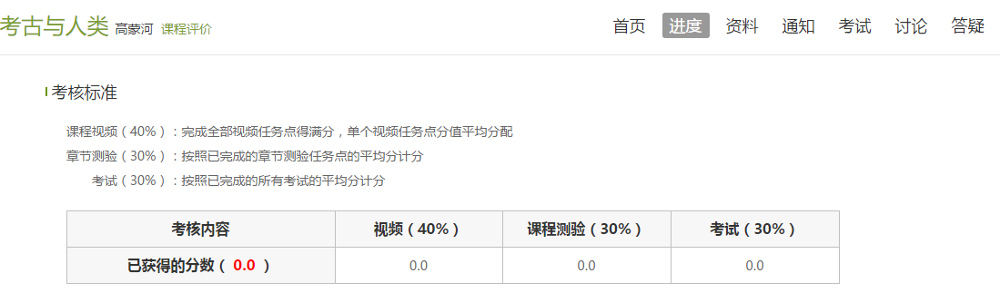 考古与人类 高蒙河 课程评价 首页 进度 资料 通知 考试 讨论 答疑
考核标准
课程视频（40%）：完成全部视频任务点得满分，单个视频任务点分值平均分配
章节测验（30%）：按照已完成的章节测验任务点的平均分计分
考试（30%）：按照已完成的所有考试的平均分计分
考核内容 视频（40%） 课程测验（30%） 考试（30%）
已获得的分数（ 0.0 ） 0.0 0.0 0.0